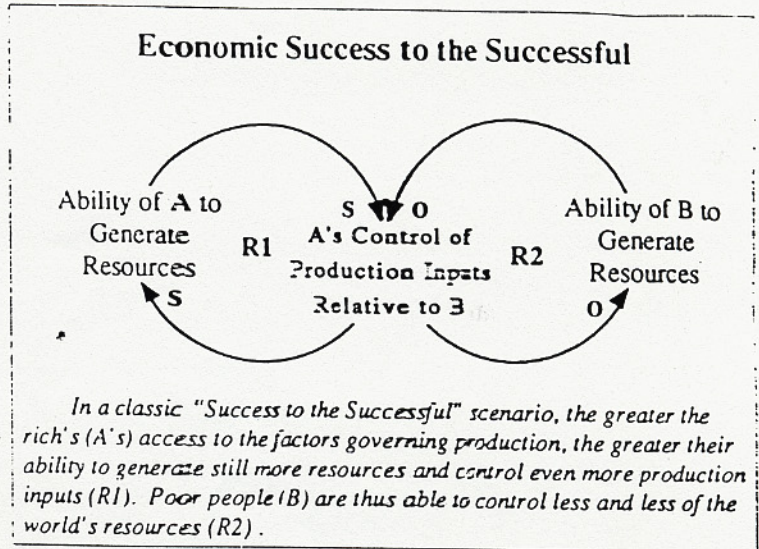 Economic Success to the Successful
Ability of A to
Generate
Resources
S
R1
S
O
A's Control of
Production Inputs
Relative to B
R2
Ability of B to
Generate
Resources
O
In a classic "Success to the Successful" scenario, the greater the
rich's (A's) access to the factors governing production, the greater their
ability to generate still more resources and control even more production
inputs (R1). Poor people (B) are thus able to control less and less of the
world's resources (R2).